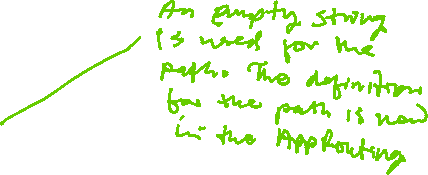 An empty string
is used for the
path. The definition
for the path is now
in the AppRouting